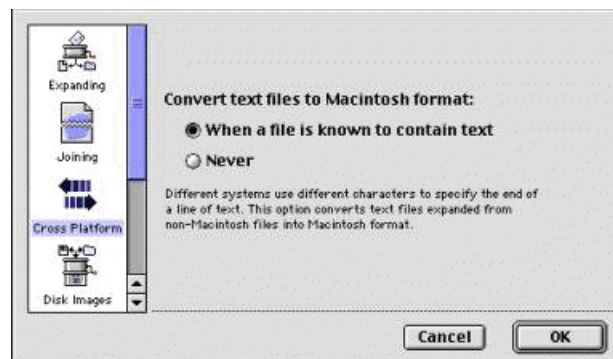 Expanding
Joining
Cross Platform
Disk Images
Convert text files to Macintosh format:
When a file is known to contain text
Never
Different systems use different characters to specify the end of
a line of text. This option converts text files expanded from
non-Macintosh files into Macintosh format.
Cancel
OK